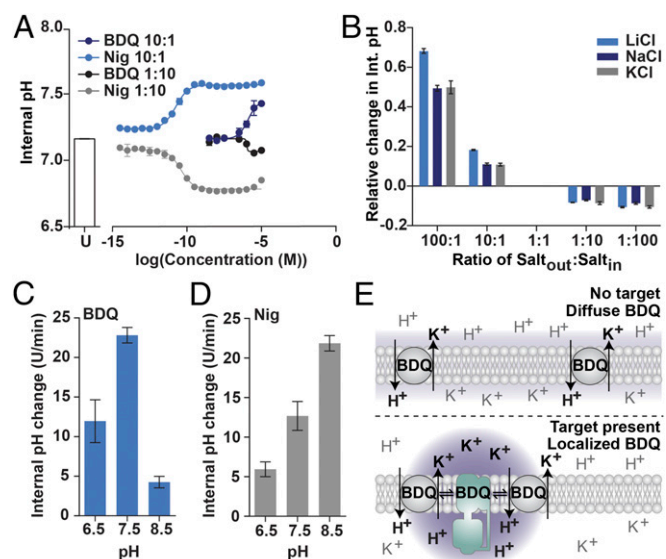 A
8.0
7.5
7.0
6.5
Internal pH
BDQ 10:1
Nig 10:1
BDQ 1:10
Nig 1:10
U
-15
-10
-5
0
log(Concentration (M))
B
0.8
0.6
0.4
0.2
0.0
-0.2
Relative change in Int. pH
LiCl
NaCl
KCl
100:1
10:1
1:1
1:10
1:100
Ratio of Salt_out:Salt_in
C
BDQ
25
20
15
10
5
0
Internal pH change (U/min)
6.5 7.5 8.5
pH
D
Nig
25
20
15
10
5
0
Internal pH change (U/min)
6.5 7.5 8.5
pH
E
No target
Diffuse BDQ
H+ H+ H+ H+ H+
K+ K+
BDQ BDQ
H+ H+
K+ K+ K+ K+
Target present
Localized BDQ
H+ K+ K+ H+ H+
K+ K+ K+
BDQ ⇌ BDQ ⇌ BDQ
H+ H+ H+ H+
K+ H+ H+ K+